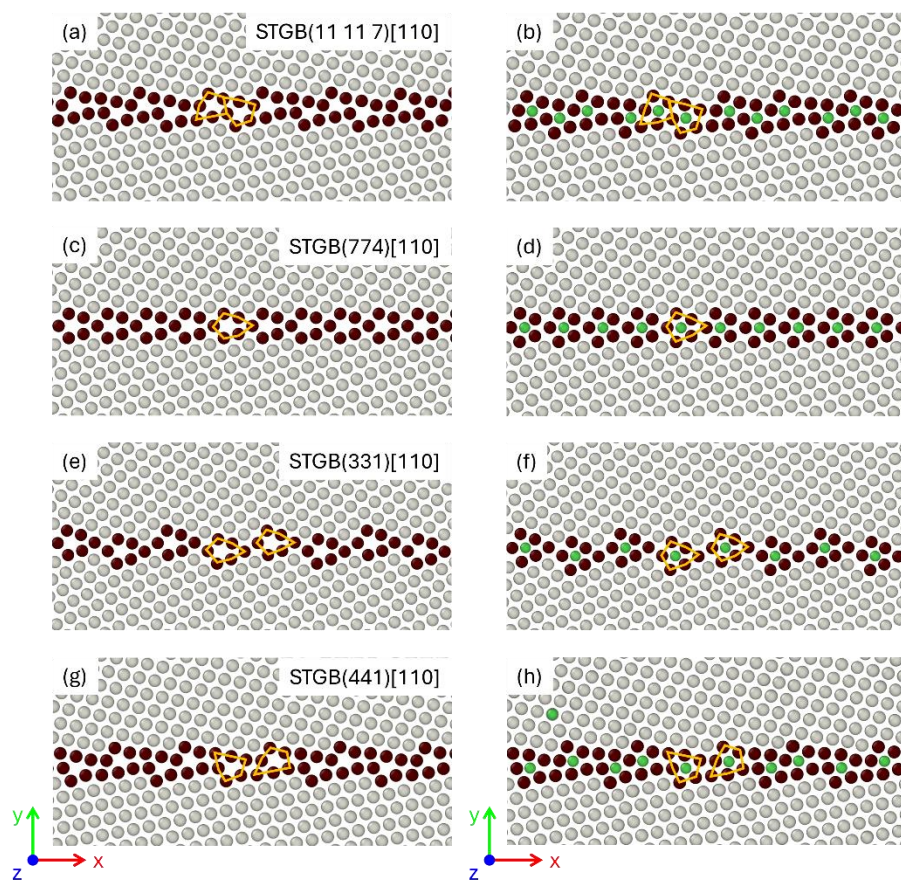 (a) STGB(11 11 7)[110] (b)
(c) STGB(774)[110] (d)
(e) STGB(331)[110] (f)
(g) STGB(441)[110] (h)
y y
z x z x